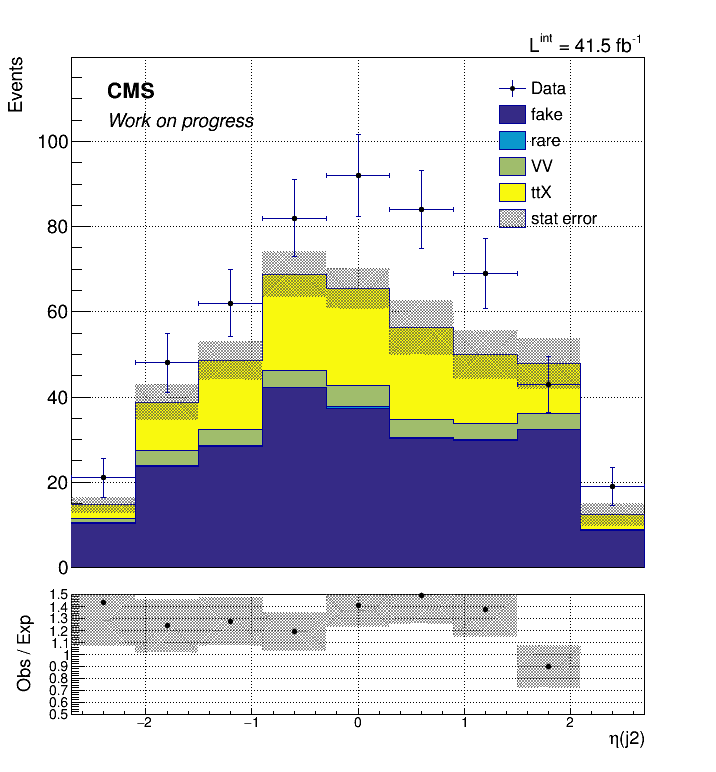 L^int = 41.5 fb^-1
Events
CMS
Work on progress
Data
fake
rare
VV
ttX
stat error
100
80
60
40
20
0
Obs / Exp
1.5
1.4
1.3
1.2
1.1
1
0.9
0.8
0.7
0.6
0.5
−2 −1 0 1 2
η(j2)